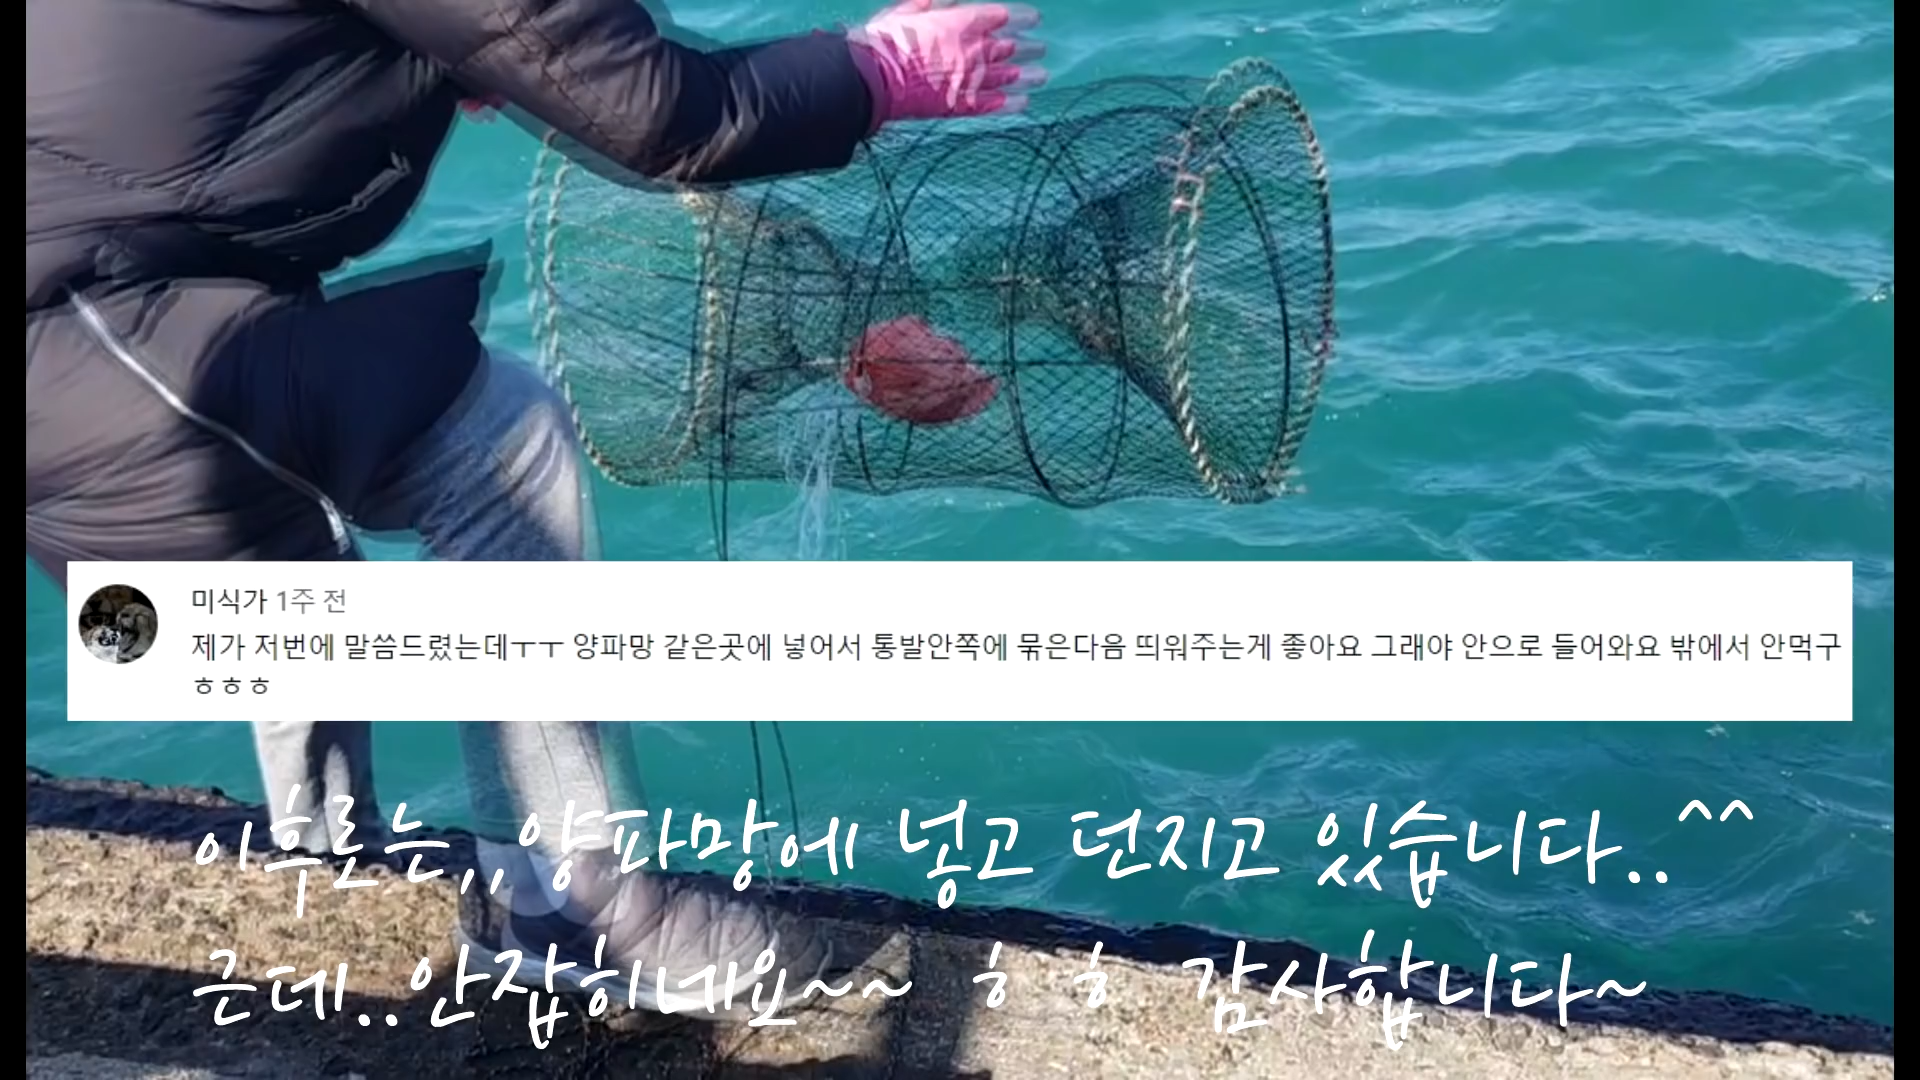 미식가 1주 전
제가 저번에 말씀드렸는데ㅜㅜ 양파망 같은곳에 넣어서 통발안쪽에 묶은다음 띄워주는게 좋아요 그래야 안으로 들어와요 밖에서 안먹구
ㅎㅎㅎ
이후로는,,양파망에 넣고 던지고 있습니다..^^
근데..안잡히네요~~ ㅎ ㅎ 감사합니다~